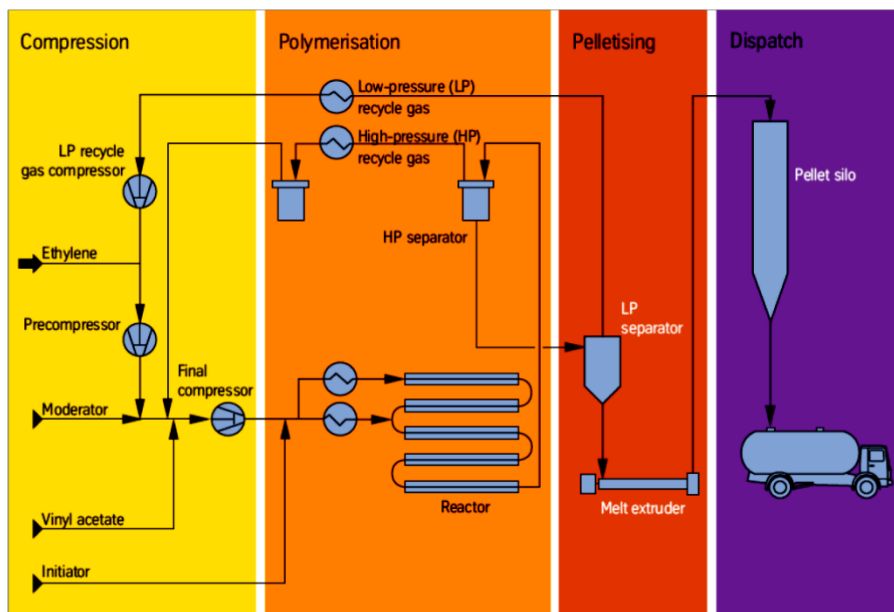 Compression
Polymerisation
Pelletising
Dispatch
Low-pressure (LP)
recycle gas
High-pressure (HP)
recycle gas
LP recycle
gas compressor
Pellet silo
HP separator
Ethylene
LP
separator
Precompressor
Final
compressor
Moderator
Reactor
Melt extruder
Vinyl acetate
Initiator